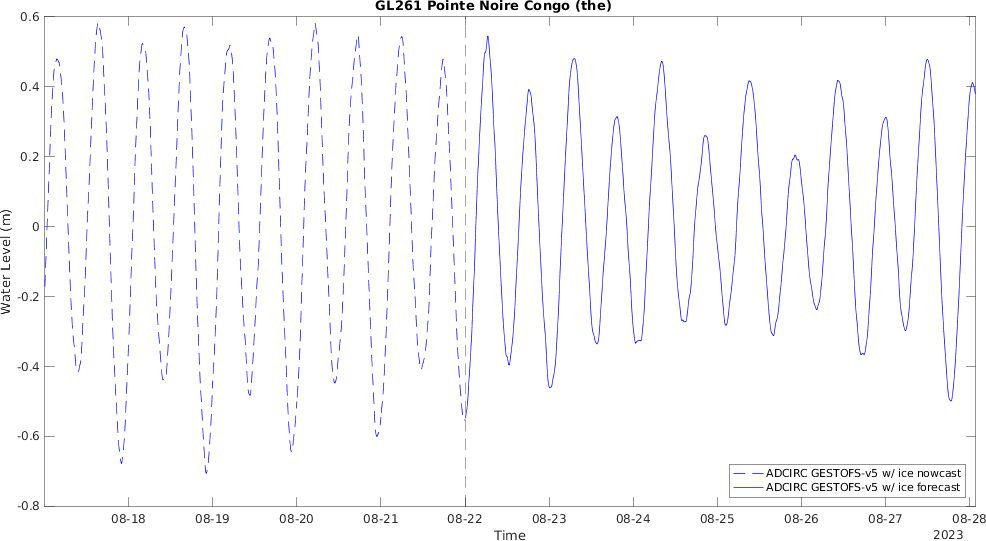 GL261 Pointe Noire Congo (the)
Water Level (m)
0.6
0.4
0.2
0
-0.2
-0.4
-0.6
-0.8
ADCIRC GESTOFS-v5 w/ ice nowcast
ADCIRC GESTOFS-v5 w/ ice forecast
08-18 08-19 08-20 08-21 08-22 08-23 08-24 08-25 08-26 08-27 08-28
Time
2023